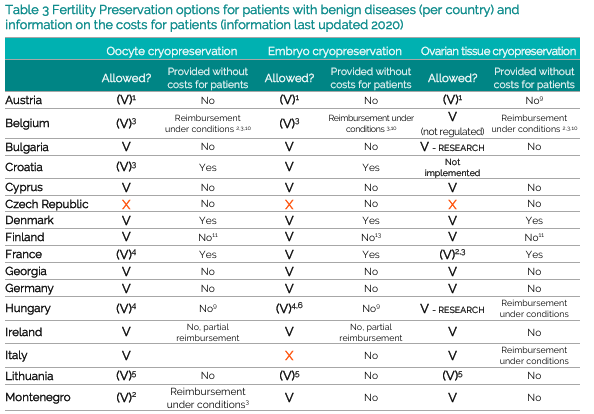 Table 3 Fertility Preservation options for patients with benign diseases (per country) and
information on the costs for patients (information last updated 2020)
Oocyte cryopreservation Embryo cryopreservation Ovarian tissue cryopreservation
Allowed? Provided without costs for patients Allowed? Provided without costs for patients Allowed? Provided without costs for patients
Austria (V)¹ No (V)¹ No (V)¹ No⁹
Belgium (V)³ Reimbursement under conditions ²,³,¹⁰ (V)³ Reimbursement under conditions ³,¹⁰ V (not regulated) Reimbursement under conditions ²,³,¹⁰
Bulgaria V No V No V - RESEARCH No
Croatia (V)³ Yes V Yes Not implemented
Cyprus V No V No V No
Czech Republic X No X No X No
Denmark V Yes V Yes V Yes
Finland V No¹¹ V No¹³ V No¹¹
France (V)⁴ Yes V Yes (V)²,³ Yes
Georgia V No V No V No
Germany V No V No V No
Hungary (V)⁴ No⁹ (V)⁴,⁶ No⁹ V - RESEARCH Reimbursement under conditions
Ireland V No, partial reimbursement V No, partial reimbursement V No
Italy V X No V Reimbursement under conditions
Lithuania (V)⁵ No (V)⁵ No (V)⁵ No
Montenegro (V)² Reimbursement under conditions³ V No V No